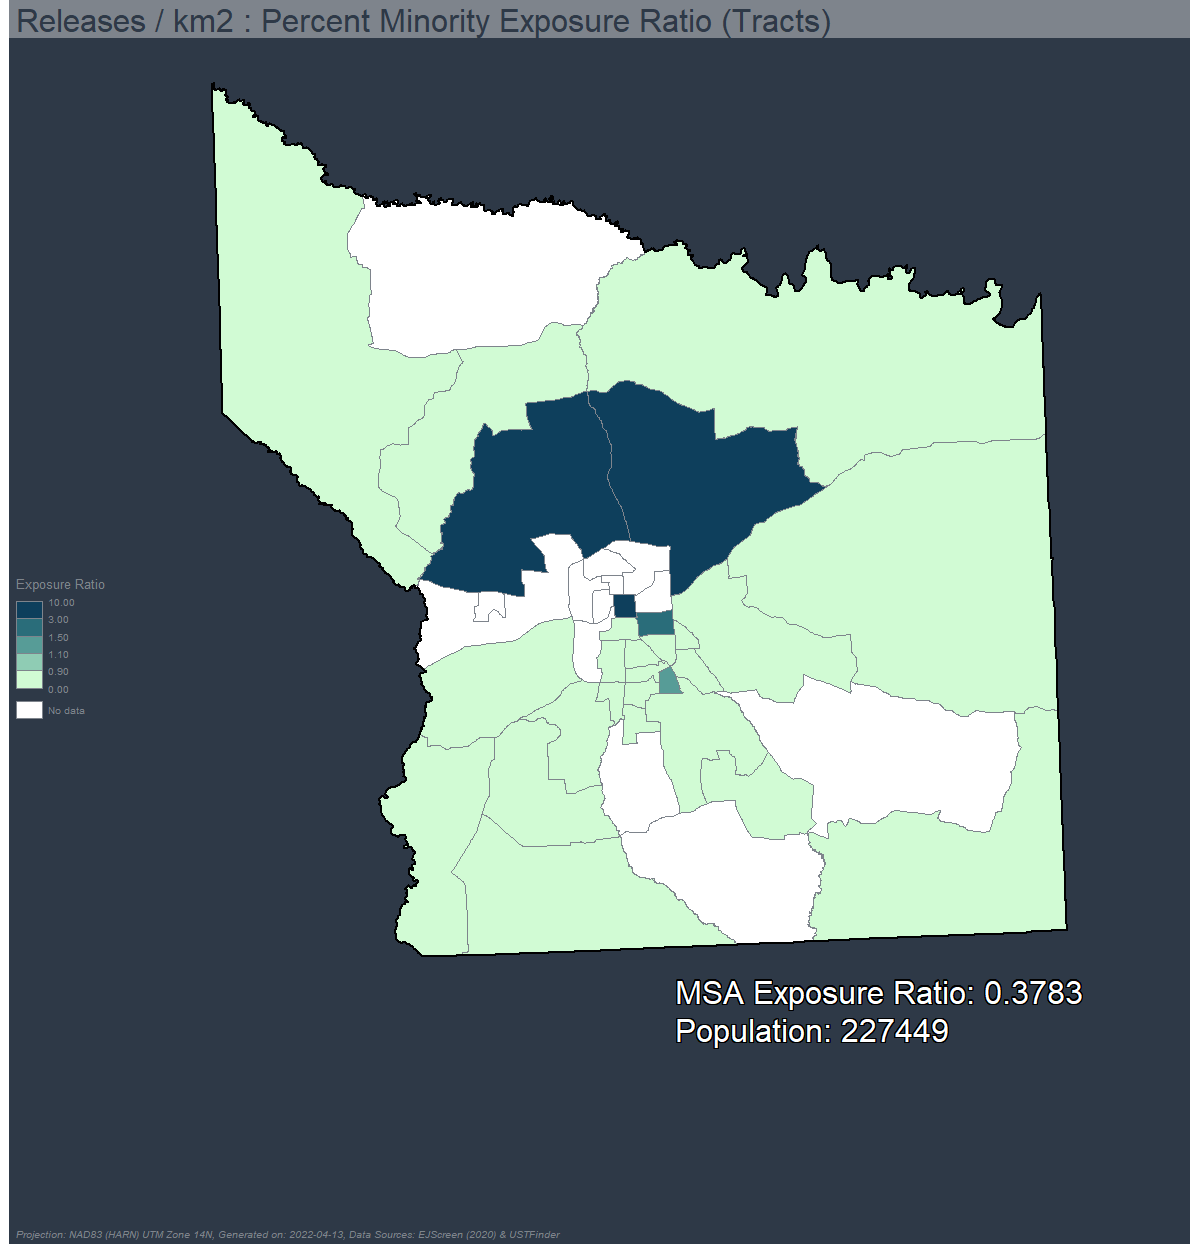 Releases / km2 : Percent Minority Exposure Ratio (Tracts)
Exposure Ratio
10.00
3.00
1.50
1.10
0.90
0.00
No data
MSA Exposure Ratio: 0.3783
Population: 227449
Projection: NAD83 (HARN) UTM Zone 14N, Generated on: 2022-04-13, Data Sources: EJScreen (2020) & USTFinder